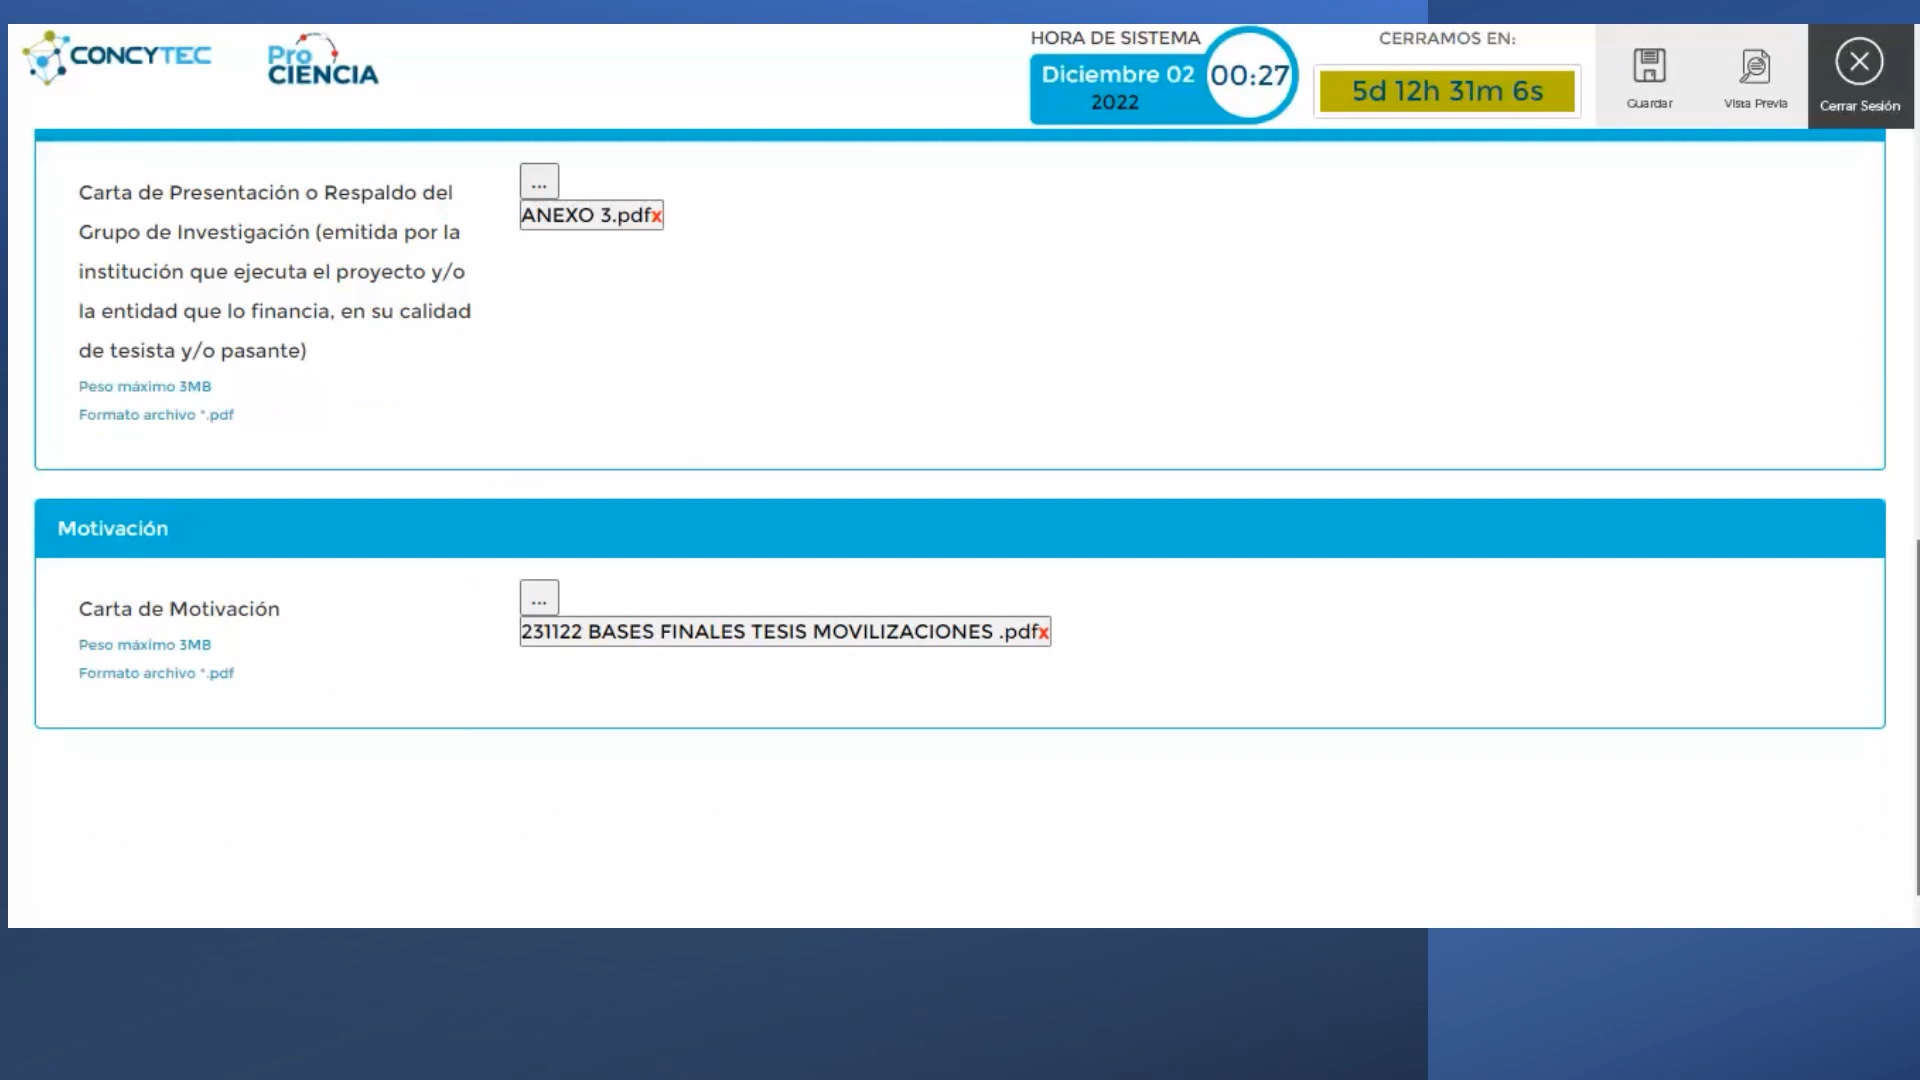 CONCYTEC
Pro
CIENCIA
HORA DE SISTEMA
Diciembre 02
2022
00:27
CERRAMOS EN:
5d 12h 31m 6s
Guardar
Vista Previa
Cerrar Sesión
Carta de Presentación o Respaldo del
Grupo de Investigación (emitida por la
institución que ejecuta el proyecto y/o
la entidad que lo financia, en su calidad
de tesista y/o pasante)
Peso máximo 3MB
Formato archivo *.pdf
...
ANEXO 3.pdfx
Motivación
Carta de Motivación
Peso máximo 3MB
Formato archivo *.pdf
...
231122 BASES FINALES TESIS MOVILIZACIONES .pdfx